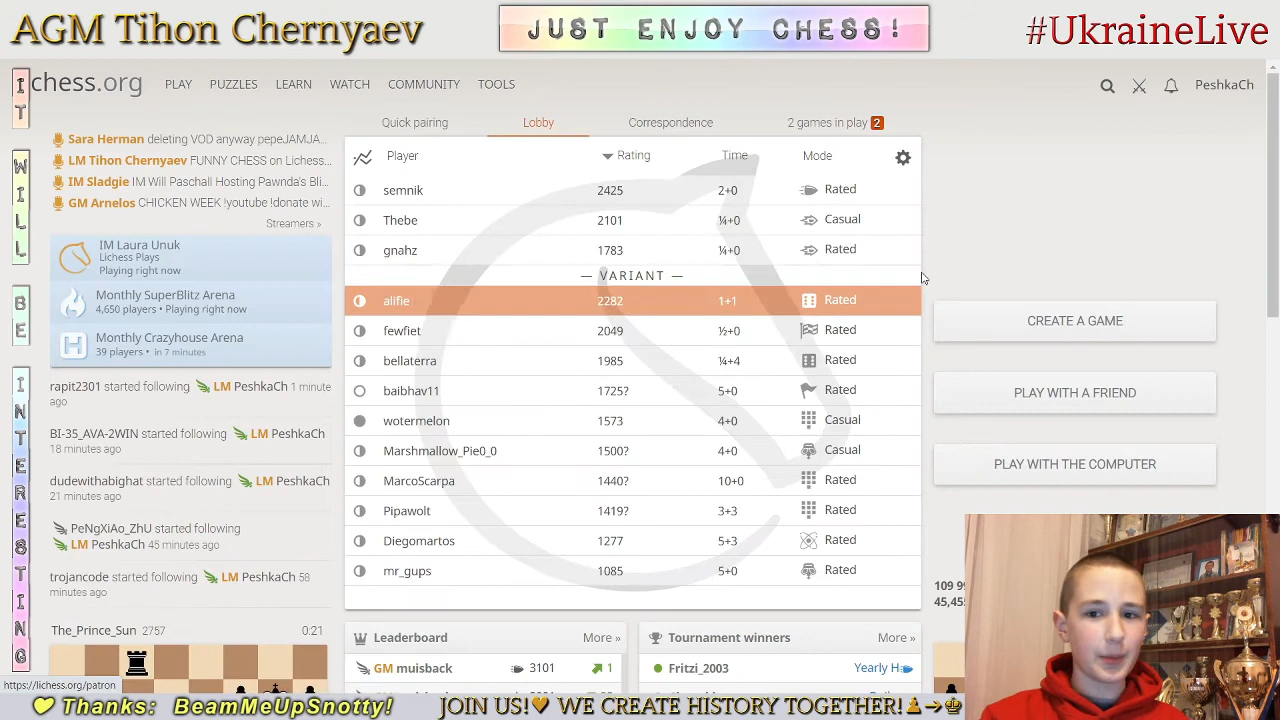 AGM Tihon Chernyaev
JUST ENJOY CHESS!
#UkraineLive
IT WILL BE INTERESTING
chess.org
PLAY PUZZLES LEARN WATCH COMMUNITY TOOLS
PeshkaCh
Sara Herman deleting VOD anyway pepeJAMJA...
LM Tihon Chernyaev FUNNY CHESS on Lichess...
IM Sladgie IM Will Paschall Hosting Pawnda's Bli...
GM Arnelos CHICKEN WEEK !youtube !donate wi...
Streamers »
IM Laura Unuk
Lichess Plays
Playing right now
Monthly SuperBlitz Arena
4,650 players • Playing right now
Monthly Crazyhouse Arena
39 players • in 7 minutes
rapit2301 started following LM PeshkaCh 1 minute
ago
BI-35_AVA-2IVIN started following LM PeshkaCh
18 minutes ago
dudewithabighat started following LM PeshkaCh
21 minutes ago
PeNgXiAo_ZhU started following
LM PeshkaCh 45 minutes ago
trojancode started following LM PeshkaCh 58
minutes ago
The_Prince_Sun 2757 0:21
Quick pairing Lobby Correspondence 2 games in play 2
Player Rating Time Mode
semnik 2425 2+0 Rated
Thebe 2101 ¼+0 Casual
gnahz 1783 ¼+0 Rated
— VARIANT —
alifie 2282 1+1 Rated
fewfiet 2049 ½+0 Rated
bellaterra 1985 ¼+4 Rated
baibhav11 1725? 5+0 Rated
wotermelon 1573 4+0 Casual
Marshmallow_Pie0_0 1500? 4+0 Casual
MarcoScarpa 1440? 10+0 Rated
Pipawolt 1419? 3+3 Rated
Diegomartos 1277 5+3 Rated
mr_gups 1085 5+0 Rated
CREATE A GAME
PLAY WITH A FRIEND
PLAY WITH THE COMPUTER
109 9
45,45
Leaderboard More »
GM muisback 3101 1
Tournament winners More »
Fritzi_2003 Yearly H
https://lichess.org/patron
Thanks: BeamMeUpSnotty! JOIN US! WE CREATE HISTORY TOGETHER!